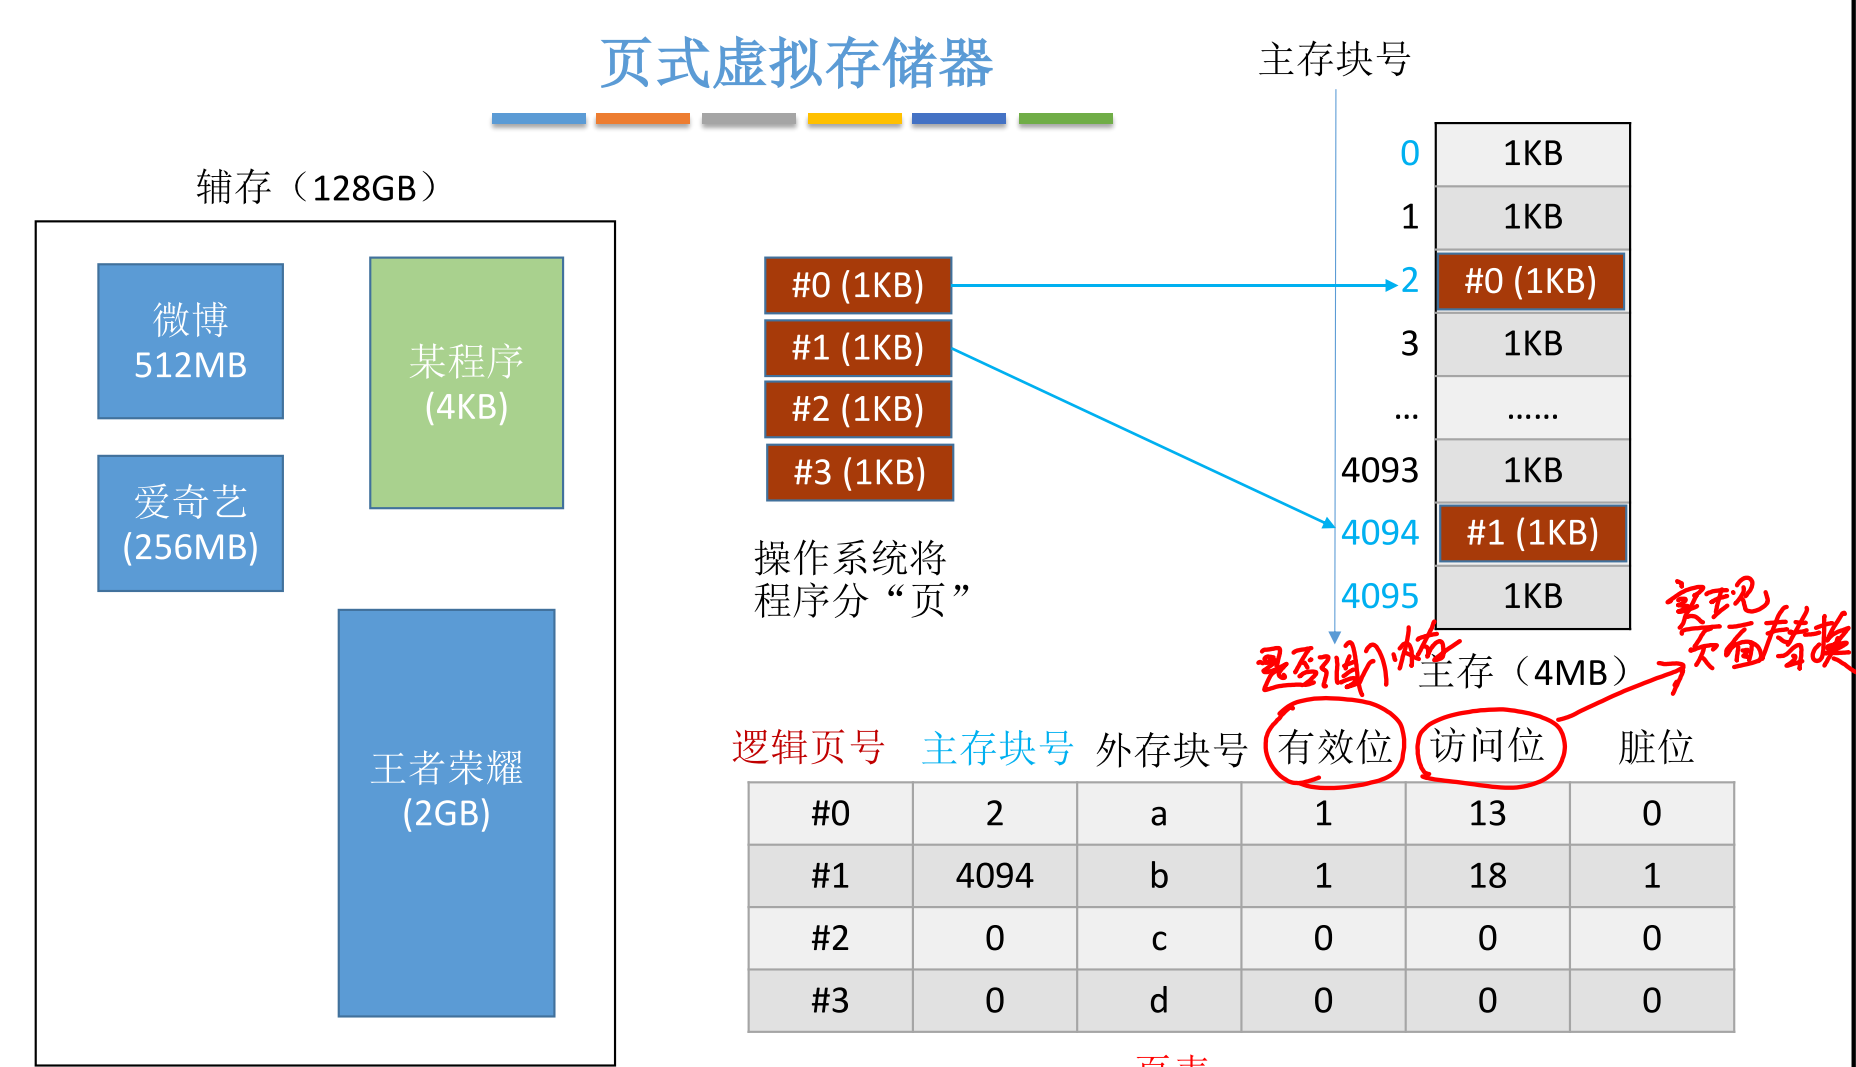 页式虚拟存储器
主存块号
辅存（128GB）
微博
512MB
某程序
(4KB)
爱奇艺
(256MB)
王者荣耀
(2GB)
#0 (1KB)
#1 (1KB)
#2 (1KB)
#3 (1KB)
操作系统将
程序分“页”
0 1KB
1 1KB
2 #0 (1KB)
3 1KB
... ......
4093 1KB
4094 #1 (1KB)
4095 1KB
主存（4MB）
实现
页面替换
是否调入主存
逻辑页号 主存块号 外存块号 有效位 访问位 脏位
#0 2 a 1 13 0
#1 4094 b 1 18 1
#2 0 c 0 0 0
#3 0 d 0 0 0
页表